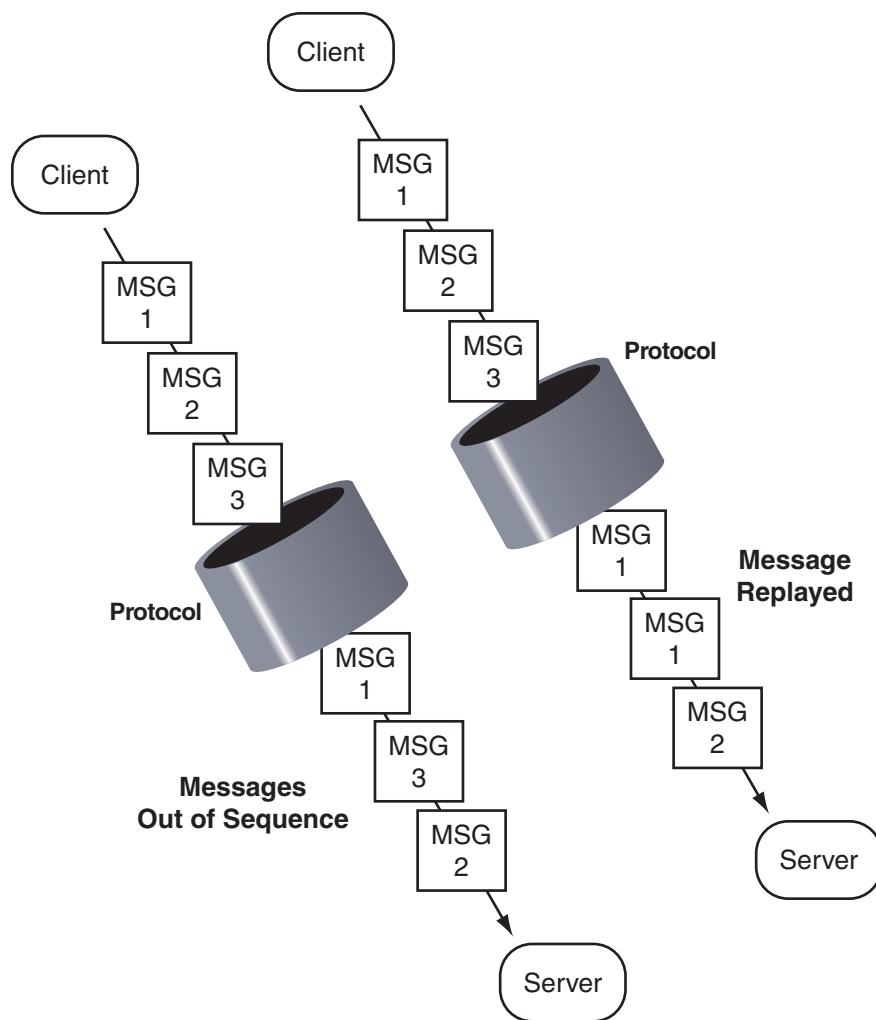 Client
MSG
1
MSG
2
MSG
3
Protocol
MSG
1
MSG
3
MSG
2
Messages
Out of Sequence
Server
Client
MSG
1
MSG
2
MSG
3
Protocol
MSG
1
MSG
1
MSG
2
Message
Replayed
Server